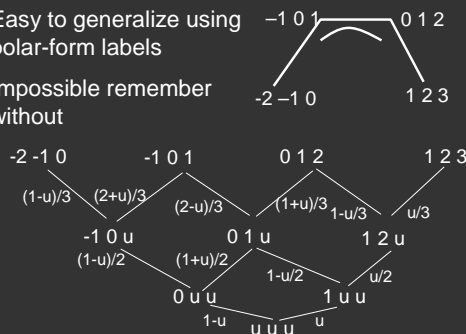 Easy to generalize using
polar-form labels
impossible remember
without
–1 0 1
0 1 2
-2 –1 0
1 2 3
-2 -1 0
-1 0 1
0 1 2
1 2 3
(1-u)/3
(2+u)/3
(2-u)/3
(1+u)/3
1-u/3
u/3
-1 0 u
0 1 u
1 2 u
(1-u)/2
(1+u)/2
1-u/2
u/2
0 u u
1 u u
1-u
u
u u u